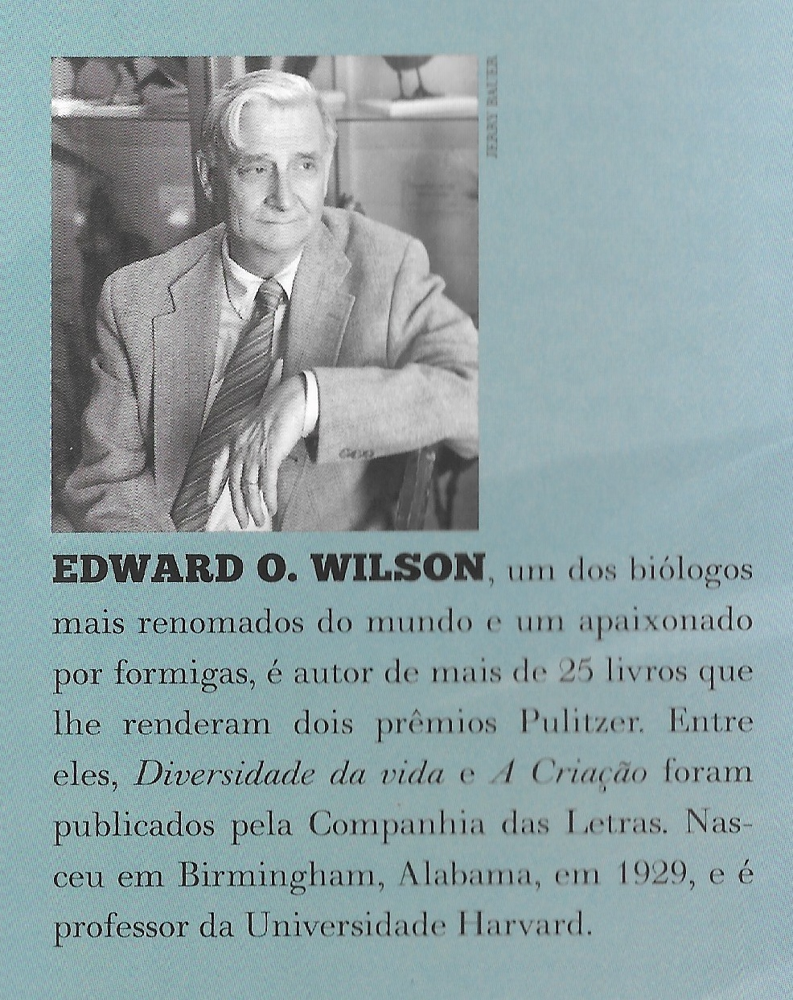 JERRY BAUER
EDWARD O. WILSON, um dos biólogos
mais renomados do mundo e um apaixonado
por formigas, é autor de mais de 25 livros que
lhe renderam dois prêmios Pulitzer. Entre
eles, Diversidade da vida e A Criação foram
publicados pela Companhia das Letras. Nas-
ceu em Birmingham, Alabama, em 1929, e é
professor da Universidade Harvard.